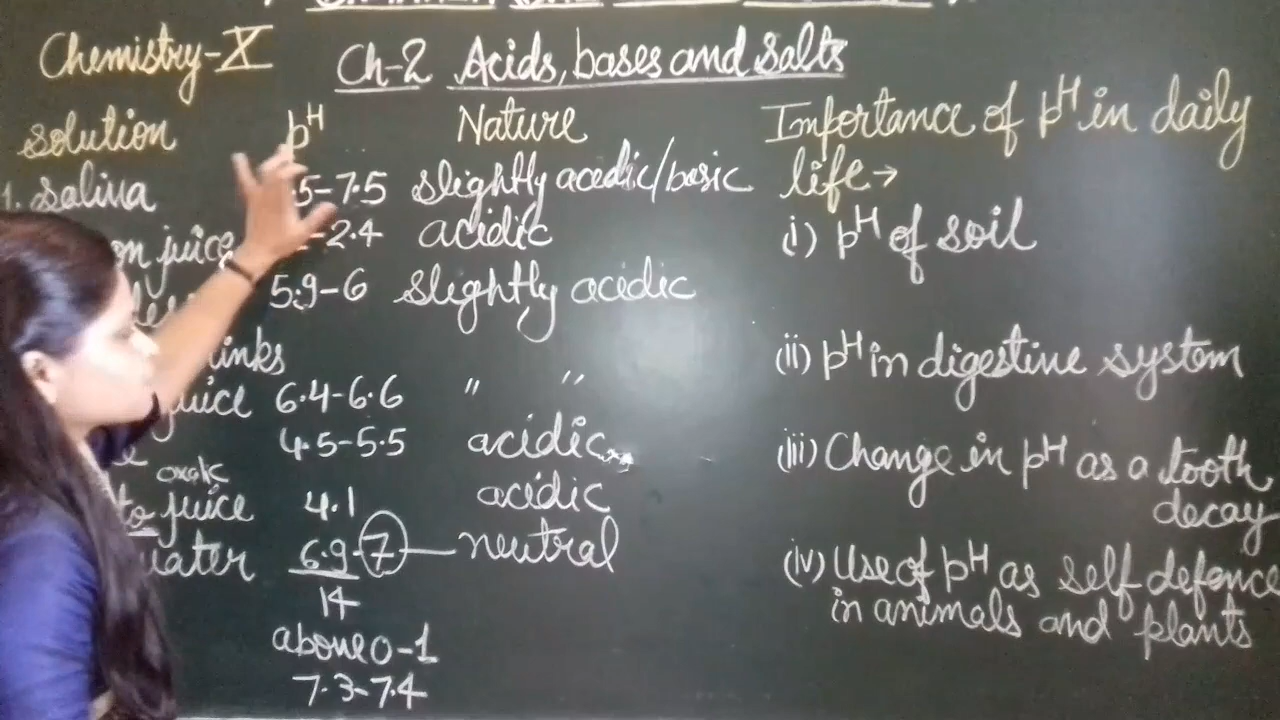 Chemistry-X
Ch-2 Acids, bases and salts
solution pH Nature
1. saliva .5-7.5 slightly acedic/basic
juice -2.4 acidic
5.9-6 slightly acidic
juice 6.4-6.6 " "
4.5-5.5 acidic
oxalic
juice 4.1 acidic
water 6.9-7 neutral
14
above 0-1
7.3-7.4
Importance of pH in daily
life→
(i) pH of soil
(ii) pH in digestive system
(iii) Change in pH as a tooth
decay
(iv) Use of pH as self defence
in animals and plants